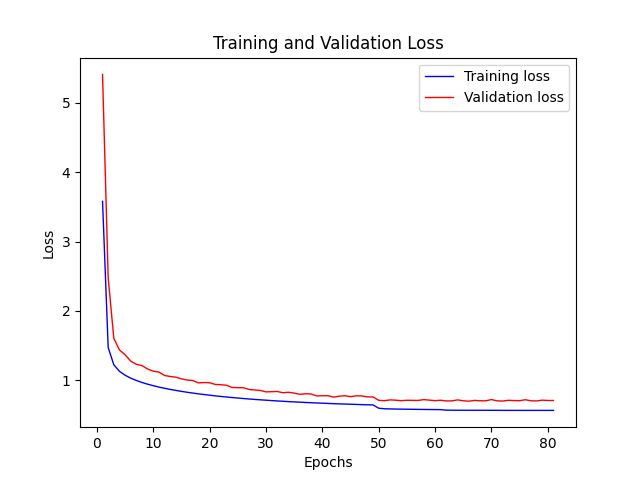 Training and Validation Loss
Training loss
Validation loss
5
4
3
2
1
Loss
0 10 20 30 40 50 60 70 80
Epochs